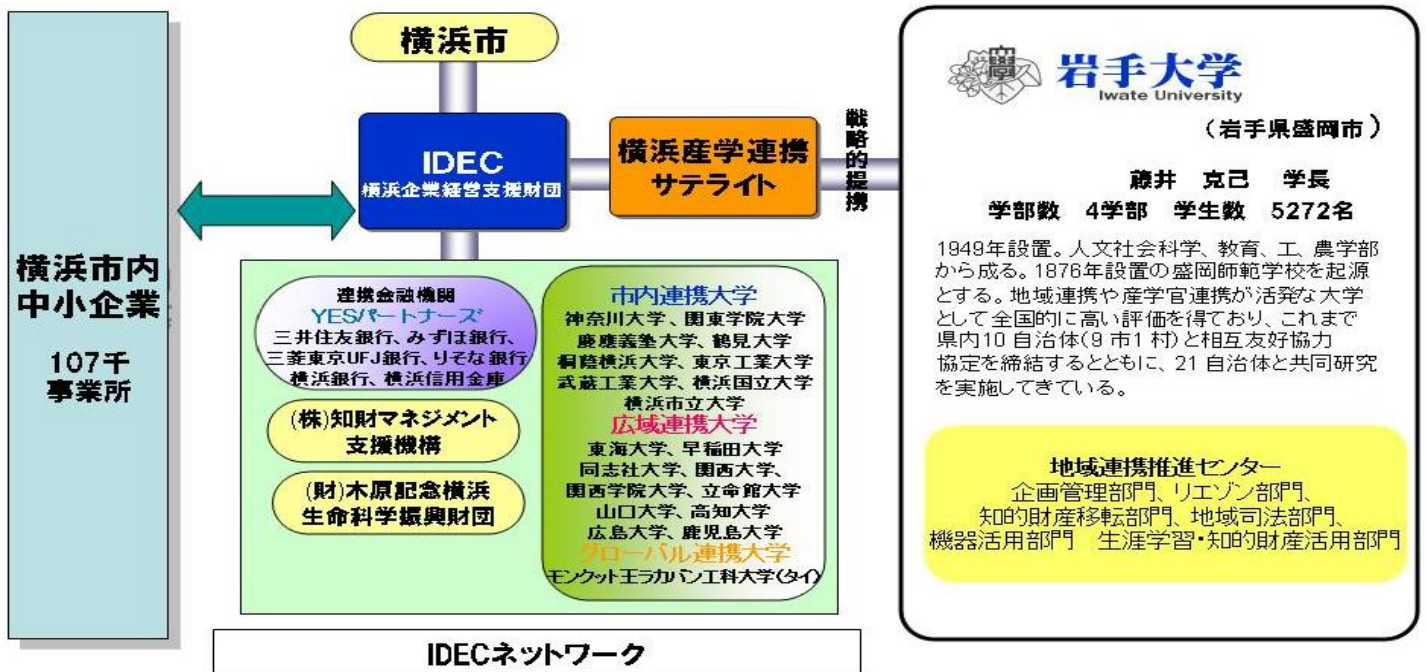 横浜市内
中小企業
107千
事業所
横浜市
IDEC
横浜企業経営支援財団
横浜産学連携
サテライト
戦略的提携
連携金融機関
YESパートナーズ
三井住友銀行、みずほ銀行、
三菱東京UFJ銀行、りそな銀行
横浜銀行、横浜信用金庫
(株)知財マネジメント
支援機構
(財)木原記念横浜
生命科学振興財団
市内連携大学
神奈川大学、関東学院大学
慶應義塾大学、鶴見大学
桐蔭横浜大学、東京工業大学
武蔵工業大学、横浜国立大学
横浜市立大学
広域連携大学
東海大学、早稲田大学
同志社大学、関西大学、
関西学院大学、立命館大学
山口大学、高知大学
広島大学、鹿児島大学
グローバル連携大学
モンクット王ラカバン工科大学(タイ)
IDECネットワーク
岩手大学
Iwate University
(岩手県盛岡市)
藤井 克己 学長
学部数 4学部 学生数 5272名
1949年設置。人文社会科学、教育、工、農学部
から成る。1876年設置の盛岡師範学校を起源
とする。地域連携や産学官連携が活発な大学
として全国的に高い評価を得ており、これまで
県内10自治体(9市1村)と相互友好協力
協定を締結するとともに、21自治体と共同研究
を実施してきている。
地域連携推進センター
企画管理部門、リエゾン部門、
知的財産移転部門、地域司法部門、
機器活用部門 生涯学習・知的財産活用部門